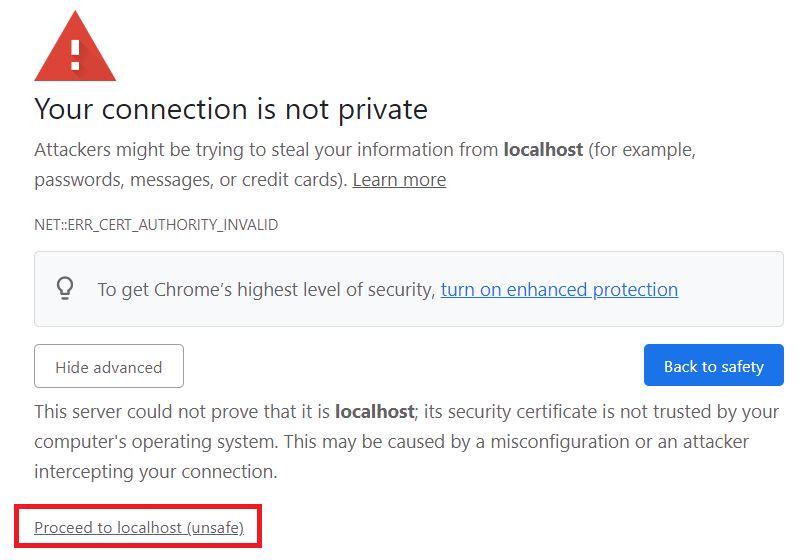 Your connection is not private
Attackers might be trying to steal your information from localhost (for example,
passwords, messages, or credit cards). Learn more
NET::ERR_CERT_AUTHORITY_INVALID
To get Chrome’s highest level of security, turn on enhanced protection
Hide advanced
Back to safety
This server could not prove that it is localhost; its security certificate is not trusted by your
computer's operating system. This may be caused by a misconfiguration or an attacker
intercepting your connection.
Proceed to localhost (unsafe)